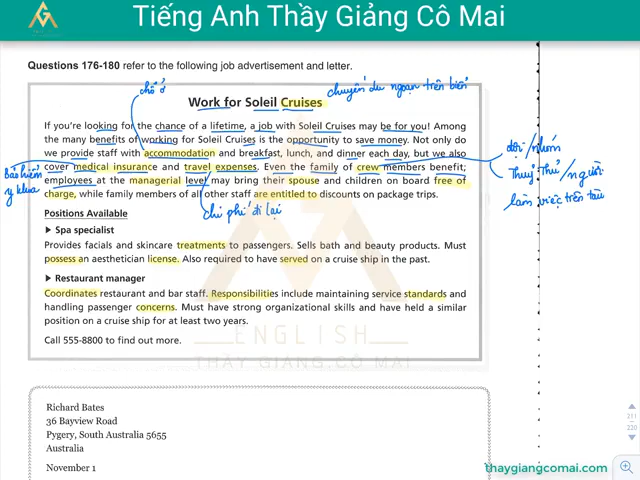 Tiếng Anh Thầy Giảng Cô Mai
Questions 176-180 refer to the following job advertisement and letter.
chỗ ở
chuyến du ngoạn trên biển
Work for Soleil Cruises
If you're looking for the chance of a lifetime, a job with Soleil Cruises may be for you! Among
the many benefits of working for Soleil Cruises is the opportunity to save money. Not only do
we provide staff with accommodation and breakfast, lunch, and dinner each day, but we also
cover medical insurance and travel expenses. Even the family of crew members benefit;
employees at the managerial level may bring their spouse and children on board free of
charge, while family members of all other staff are entitled to discounts on package trips.
đội/nhóm
Thuỷ Thủ/người
làm việc trên tàu
bảo hiểm
y khoa
chi phí đi lại
Positions Available
▶ Spa specialist
Provides facials and skincare treatments to passengers. Sells bath and beauty products. Must
possess an aesthetician license. Also required to have served on a cruise ship in the past.
▶ Restaurant manager
Coordinates restaurant and bar staff. Responsibilities include maintaining service standards and
handling passenger concerns. Must have strong organizational skills and have held a similar
position on a cruise ship for at least two years.
Call 555-8800 to find out more.
ENGLISH
THẦY GIẢNG.CÔ MAI
Richard Bates
36 Bayview Road
Pygery, South Australia 5655
Australia
November 1
211
220
thaygiangcomai.com